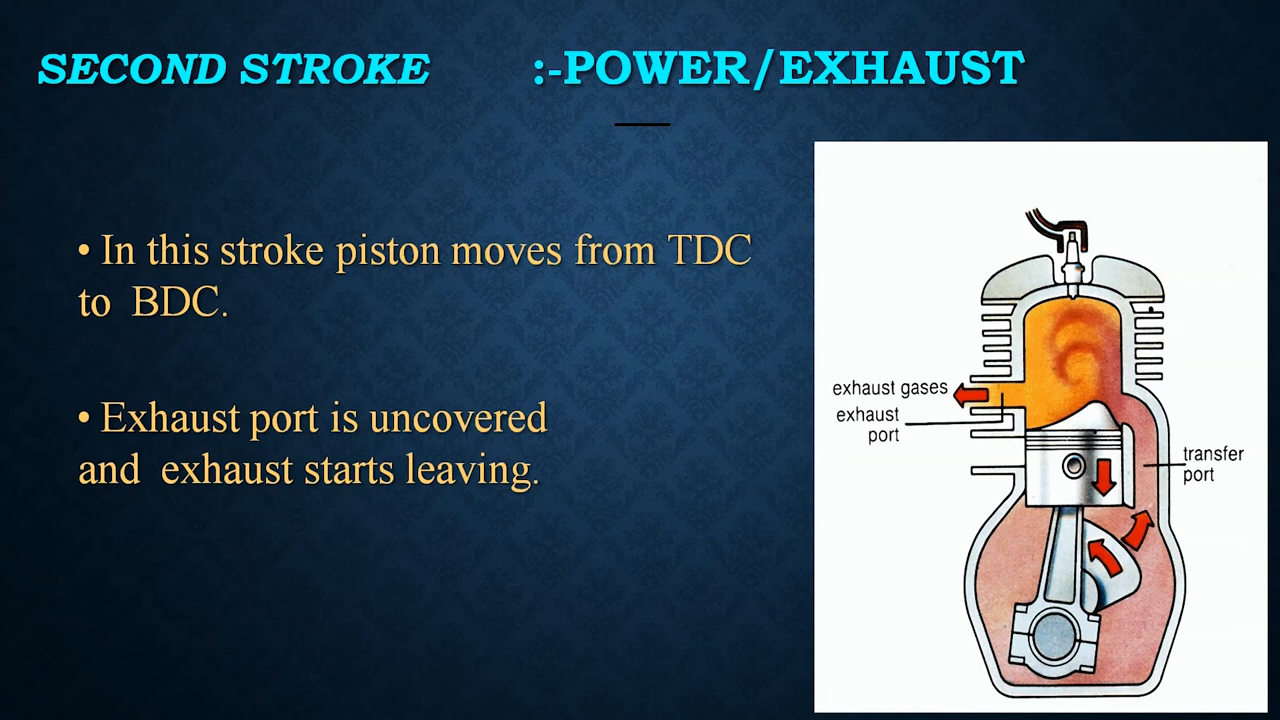 SECOND STROKE :-POWER/EXHAUST
• In this stroke piston moves from TDC
to BDC.
• Exhaust port is uncovered
and exhaust starts leaving.
exhaust gases
exhaust
port
transfer
port